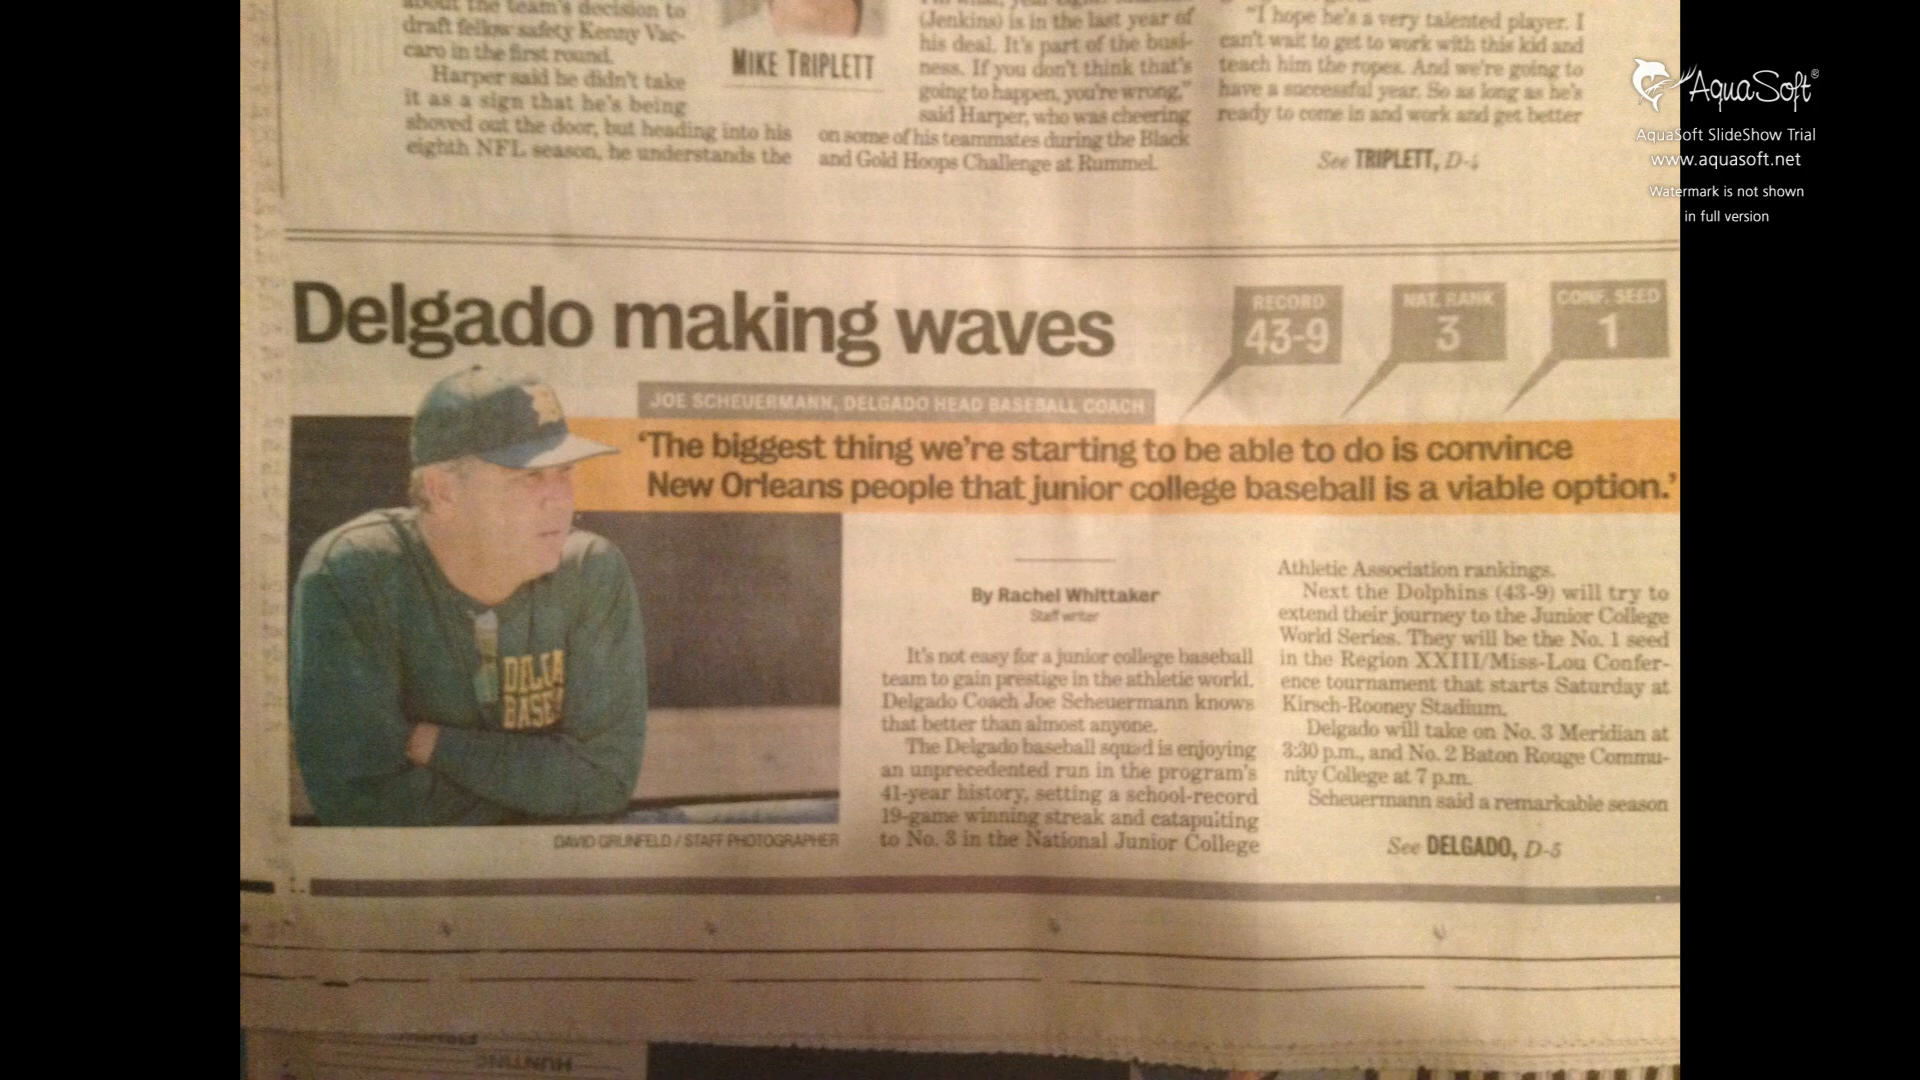 about the team's decision to
draft fellow safety Kenny Vac-
caro in the first round.
Harper said he didn't take
it as a sign that he's being
shoved out the door, but heading into his
eighth NFL season, he understands the
MIKE TRIPLETT
(Jenkins) is in the last year of
his deal. It's part of the busi-
ness. If you don't think that's
going to happen, you're wrong,"
said Harper, who was cheering
on some of his teammates during the Black
and Gold Hoops Challenge at Rummel.
"I hope he's a very talented player. I
can't wait to get to work with this kid and
teach him the ropes. And we're going to
have a successful year. So as long as he's
ready to come in and work and get better
See TRIPLETT, D-4
AquaSoft®
AquaSoft SlideShow Trial
www.aquasoft.net
Watermark is not shown
in full version
Delgado making waves
RECORD
43-9
NAT. RANK
3
CONF. SEED
1
JOE SCHEUERMANN, DELGADO HEAD BASEBALL COACH
'The biggest thing we're starting to be able to do is convince
New Orleans people that junior college baseball is a viable option.'
DAVID GRUNFELD / STAFF PHOTOGRAPHER
By Rachel Whittaker
Staff writer
It's not easy for a junior college baseball
team to gain prestige in the athletic world.
Delgado Coach Joe Scheuermann knows
that better than almost anyone.
The Delgado baseball squad is enjoying
an unprecedented run in the program's
41-year history, setting a school-record
19-game winning streak and catapulting
to No. 3 in the National Junior College
Athletic Association rankings.
Next the Dolphins (43-9) will try to
extend their journey to the Junior College
World Series. They will be the No. 1 seed
in the Region XXIII/Miss-Lou Confer-
ence tournament that starts Saturday at
Kirsch-Rooney Stadium.
Delgado will take on No. 3 Meridian at
3:30 p.m., and No. 2 Baton Rouge Commu-
nity College at 7 p.m.
Scheuermann said a remarkable season
See DELGADO, D-5